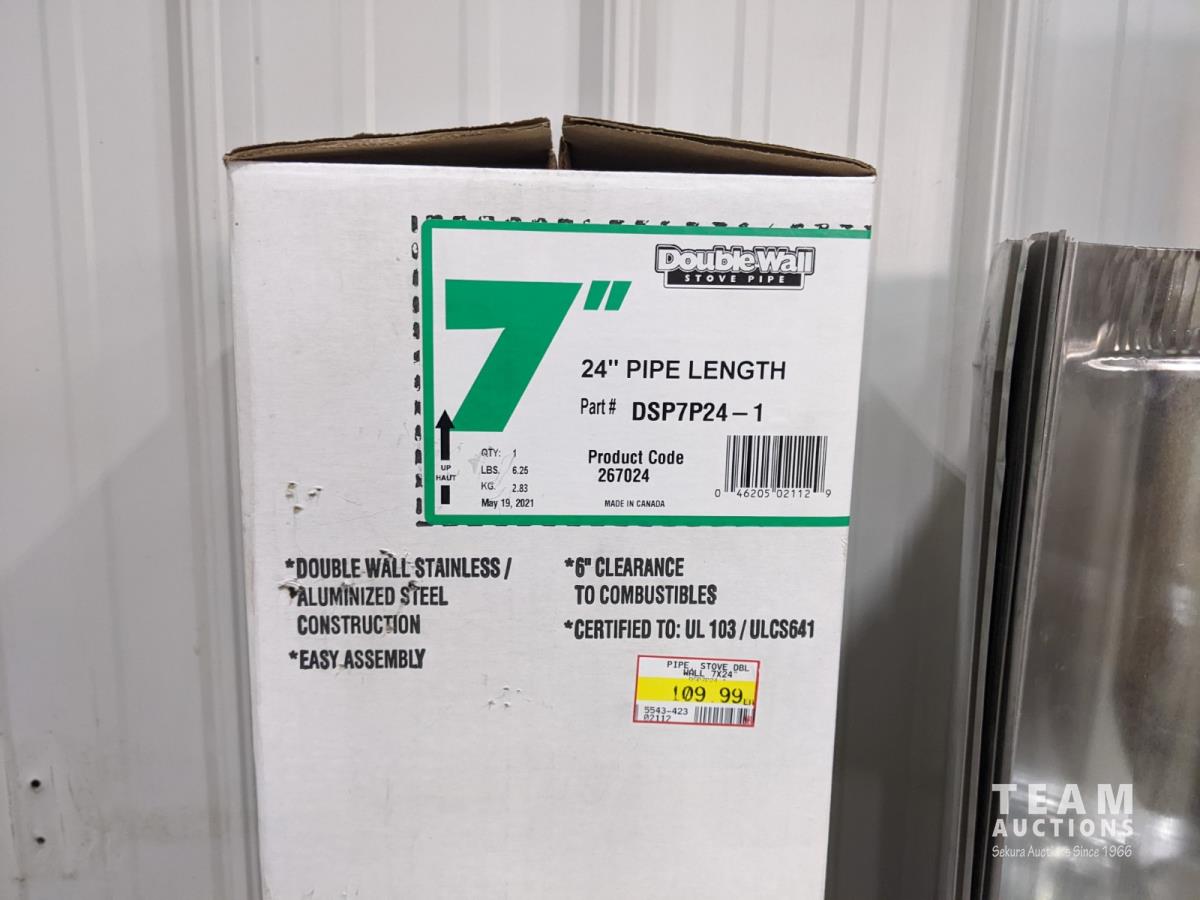 DoubleWall
STOVE PIPE
7"
24" PIPE LENGTH
Part # DSP7P24-1
UP
HAUT
QTY: 1
LBS. 6.25
KG. 2.83
May 19, 2021
Product Code
267024
MADE IN CANADA
0 46205 02112 9
*DOUBLE WALL STAINLESS /
*ALUMINIZED STEEL
CONSTRUCTION
*EASY ASSEMBLY
*6" CLEARANCE
TO COMBUSTIBLES
*CERTIFIED TO: UL 103 / ULCS641
PIPE, STOVE DBL
WALL 7X24"
109.99
5543-423
02112
TEAM
AUCTIONS
Sekura Auctions Since 1966